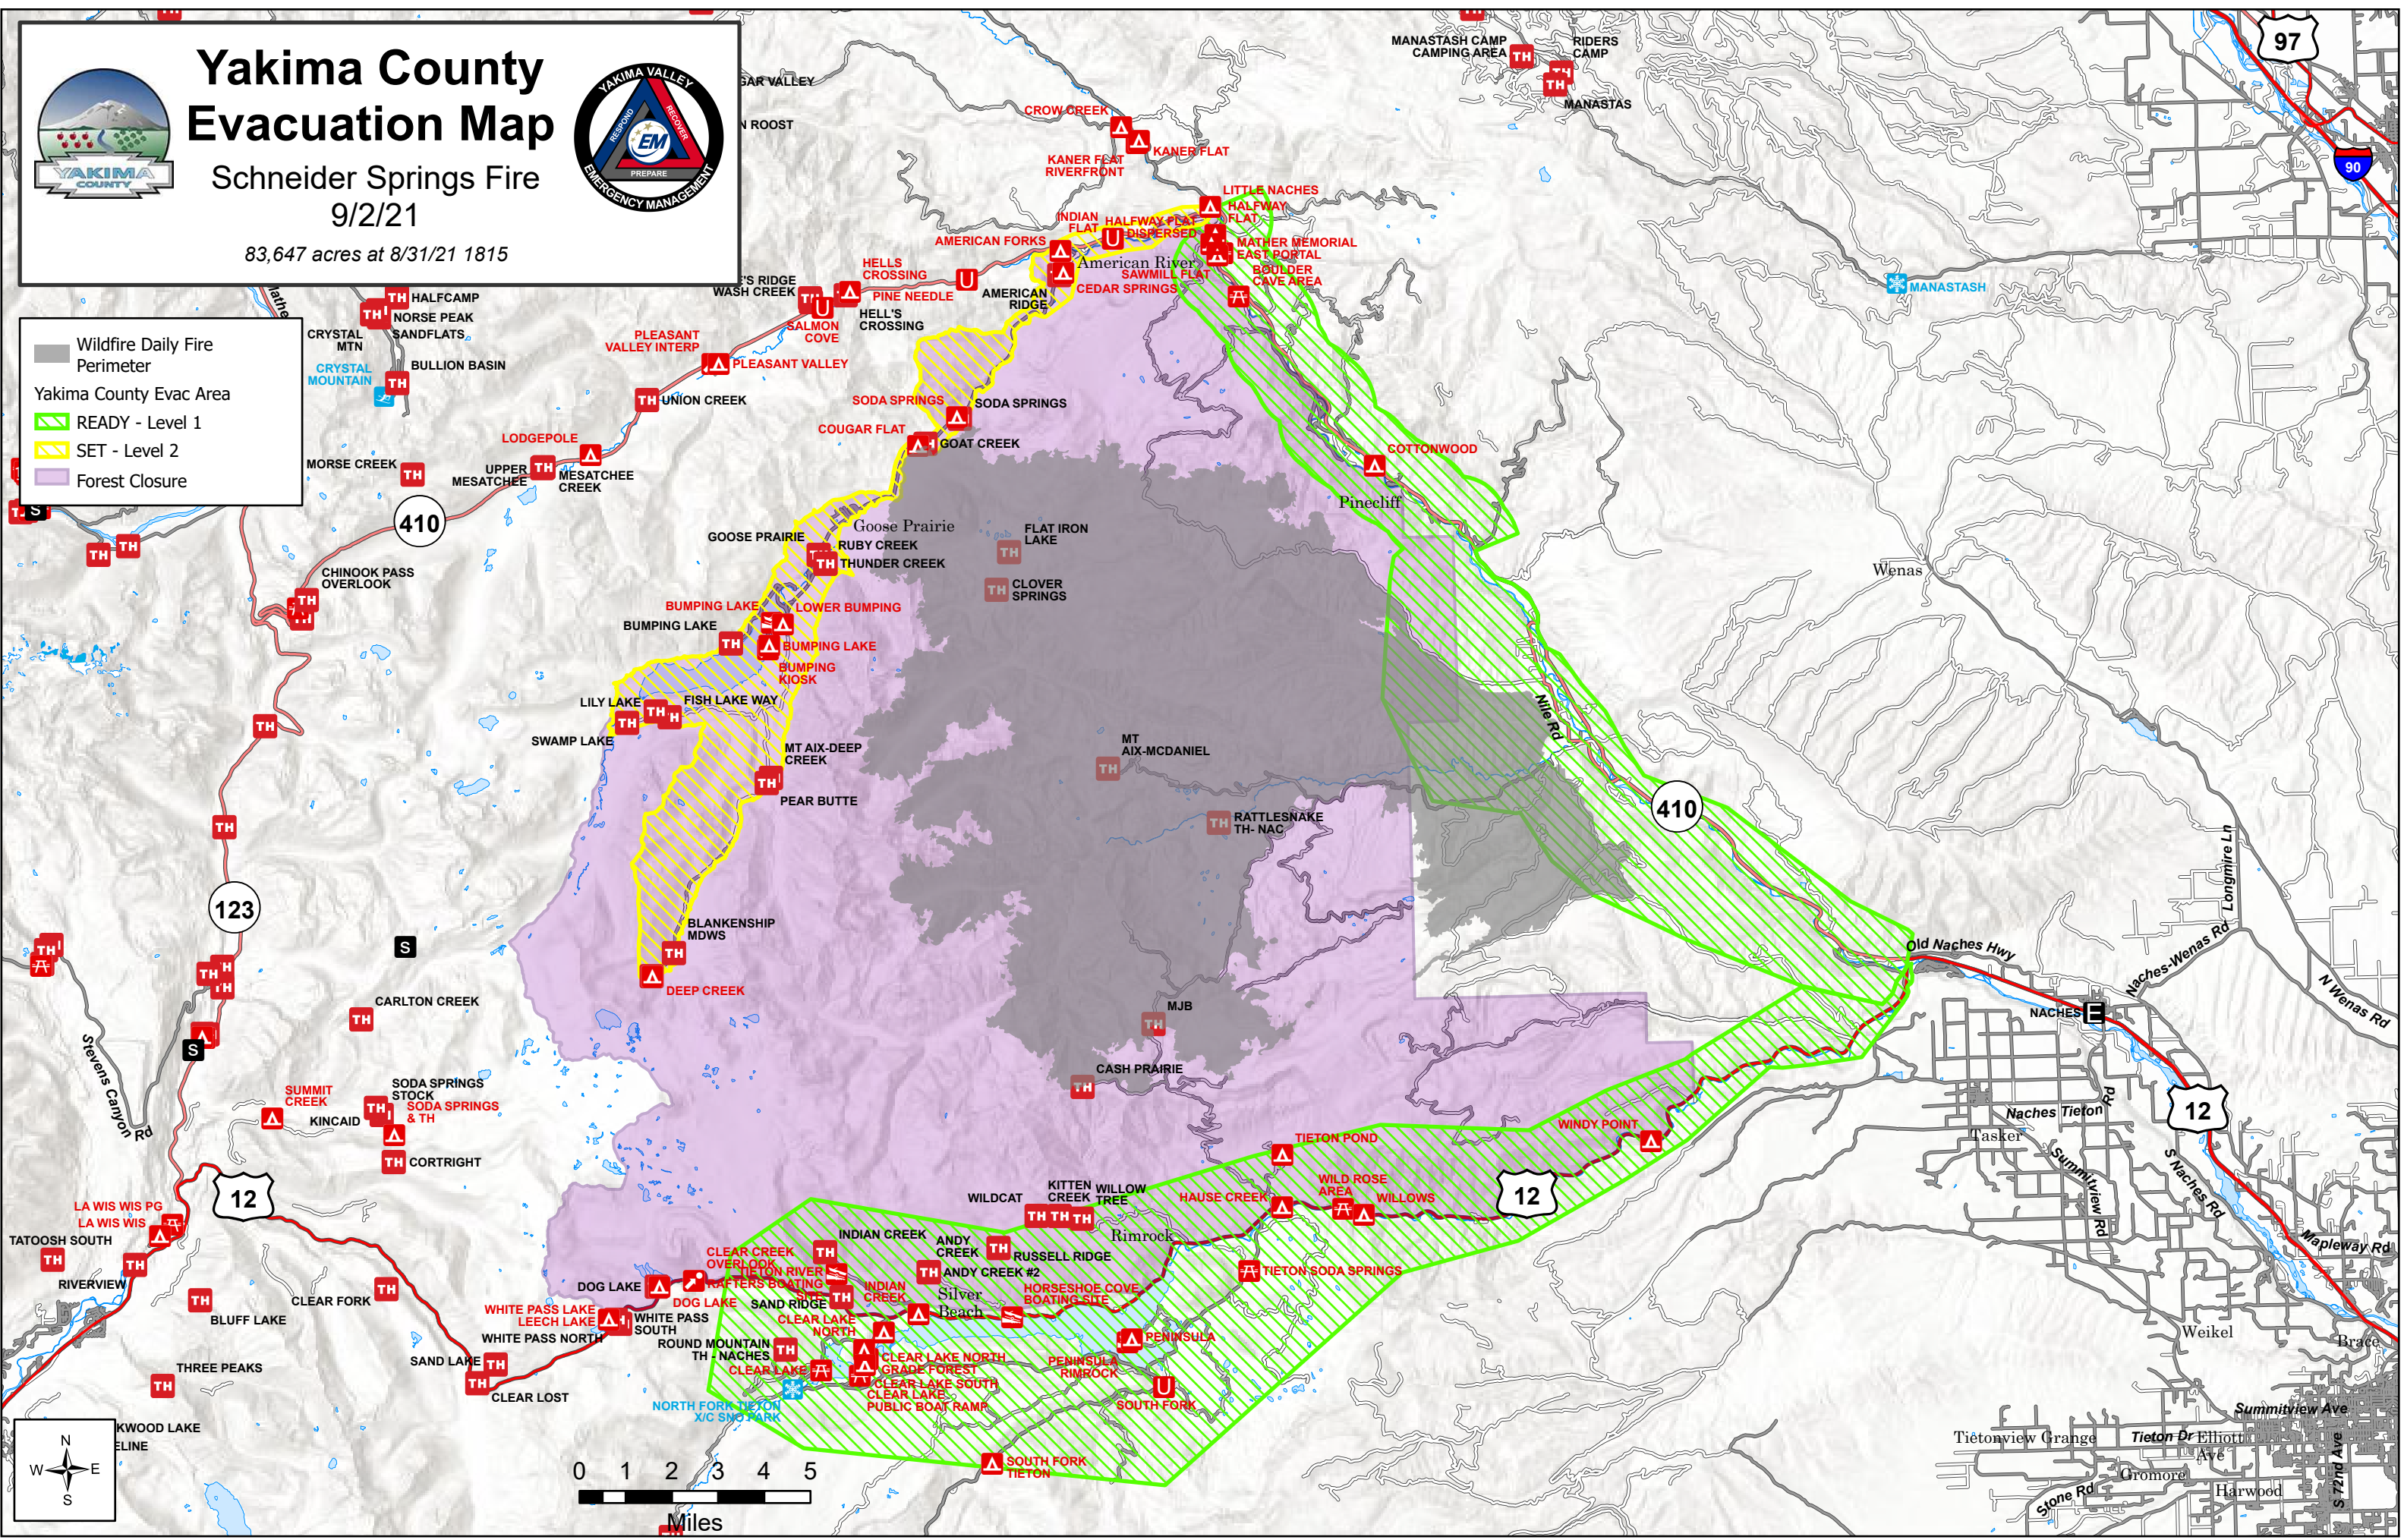 Yakima County
Evacuation Map
Schneider Springs Fire
9/2/21
83,647 acres at 8/31/21 1815
YAKIMA
COUNTY
YAKIMA VALLEY
EMERGENCY MANAGEMENT
RESPOND
RECOVER
PREPARE
EM
Wildfire Daily Fire
Perimeter
Yakima County Evac Area
READY - Level 1
SET - Level 2
Forest Closure
GAR VALLEY
N ROOST
MANASTASH CAMP
CAMPING AREA
RIDERS
CAMP
MANASTAS
97
90
CROW CREEK
KANER FLAT
KANER FLAT
RIVERFRONT
LITTLE NACHES
HALFWAY
FLAT
INDIAN
FLAT
HALFWAY FLAT
DISPERSED
AMERICAN FORKS
American River
MATHER MEMORIAL
EAST PORTAL
SAWMILL FLAT
BOULDER
CAVE AREA
CEDAR SPRINGS
AMERICAN
RIDGE
HELLS
CROSSING
PINE NEEDLE
'S RIDGE
WASH CREEK
HELL'S
CROSSING
SALMON
COVE
MANASTASH
HALFCAMP
NORSE PEAK
SANDFLATS
CRYSTAL
MTN
BULLION BASIN
CRYSTAL
MOUNTAIN
PLEASANT
VALLEY INTERP
PLEASANT VALLEY
UNION CREEK
SODA SPRINGS
SODA SPRINGS
COUGAR FLAT
GOAT CREEK
LODGEPOLE
MORSE CREEK
UPPER
MESATCHEE
MESATCHEE
CREEK
410
COTTONWOOD
Pinecliff
CHINOOK PASS
OVERLOOK
GOOSE PRAIRIE
Goose Prairie
RUBY CREEK
THUNDER CREEK
FLAT IRON
LAKE
CLOVER
SPRINGS
Wenas
BUMPING LAKE
LOWER BUMPING
BUMPING LAKE
BUMPING LAKE
BUMPING
KIOSK
LILY LAKE
FISH LAKE WAY
SWAMP LAKE
MT AIX-DEEP
CREEK
PEAR BUTTE
MT
AIX-MCDANIEL
RATTLESNAKE
TH- NAC
Nile Rd
410
123
BLANKENSHIP
MDWS
DEEP CREEK
Longmire Ln
Old Naches Hwy
Naches-Wenas Rd
N Wenas Rd
NACHES
E
S
S
S
CARLTON CREEK
MJB
CASH PRAIRIE
Stevens Canyon Rd
SUMMIT
CREEK
SODA SPRINGS
STOCK
SODA SPRINGS
& TH
KINCAID
CORTRIGHT
Naches Tieton Rd
Tasker
12
Summitview Rd
S Naches Rd
Mapleway Rd
WINDY POINT
TIETON POND
HAUSE CREEK
WILD ROSE
AREA
WILLOWS
12
WILDCAT
KITTEN
CREEK
WILLOW
TREE
Rimrock
TIETON SODA SPRINGS
12
LA WIS WIS PG
LA WIS WIS
TATOOSH SOUTH
RIVERVIEW
BLUFF LAKE
CLEAR FORK
THREE PEAKS
KWOOD LAKE
ELINE
INDIAN CREEK
ANDY
CREEK
RUSSELL RIDGE
ANDY CREEK #2
CLEAR CREEK
OVERLOOK
TIETON RIVER
RAFTERS BOATING
SITE
DOG LAKE
DOG LAKE
SAND RIDGE
INDIAN
CREEK
Silver
Beach
HORSESHOE COVE
BOATING SITE
WHITE PASS LAKE
LEECH LAKE
WHITE PASS
SOUTH
WHITE PASS NORTH
CLEAR LAKE
NORTH
ROUND MOUNTAIN
TH - NACHES
CLEAR LAKE
CLEAR LAKE NORTH
GRADE FOREST
CLEAR LAKE SOUTH
CLEAR LAKE
PUBLIC BOAT RAMP
NORTH FORK TIETON
X/C SNO PARK
PENINSULA
PENINSULA
RIMROCK
SOUTH FORK
SOUTH FORK
TIETON
SAND LAKE
CLEAR LOST
Weikel
Brace
Summitview Ave
Tietonview Grange
Tieton Dr
Elliott
Ave
Gromore
Harwood
Stone Rd
S 72nd Ave
N
W
E
S
0 1 2 3 4 5
Miles